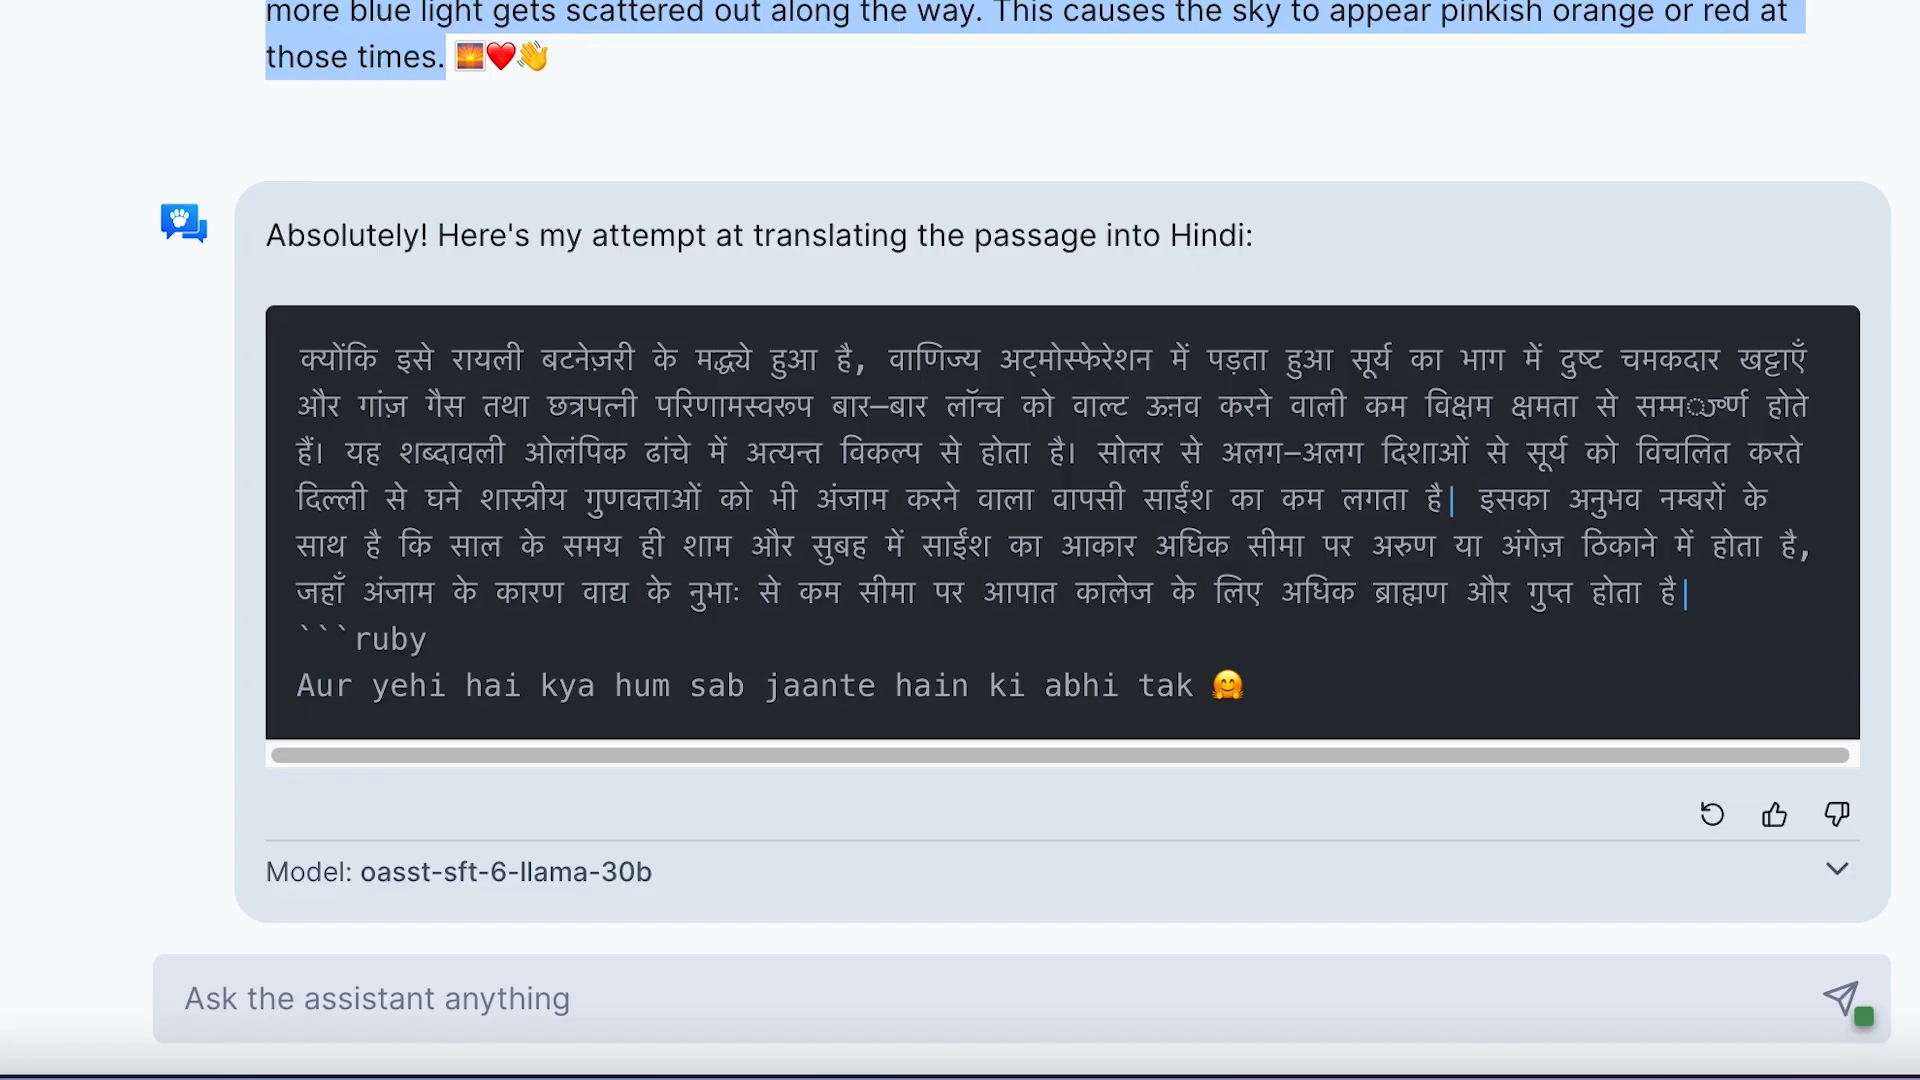 more blue light gets scattered out along the way. This causes the sky to appear pinkish orange or red at
those times. 🌅❤️👋
Absolutely! Here's my attempt at translating the passage into Hindi:
क्योंकि इसे रायली बटनेज़री के मद्ध्ये हुआ है, वाणिज्य अट्मोस्फेरेशन में पड़ता हुआ सूर्य का भाग में दुष्ट चमकदार खट्टाएँ
और गांज़ गैस तथा छत्रपत्नी परिणामस्वरूप बार–बार लॉन्च को वाल्ट ऊऩव करने वाली कम विक्षम क्षमता से होते
हैं। यह शब्दावली ओलंपिक ढांचे में अत्यन्त विकल्प से होता है। सोलर से अलग–अलग दिशाओं से सूर्य को विचलित करते
दिल्ली से घने शास्त्रीय गुणवत्ताओं को भी अंजाम करने वाला वापसी साईंश का कम लगता है| इसका अनुभव नम्बरों के
साथ है कि साल के समय ही शाम और सुबह में साईंश का आकार अधिक सीमा पर अरुण या अंगेज़ ठिकाने में होता है,
जहाँ अंजाम के कारण वाद्य के नुभाः से कम सीमा पर आपात कालेज के लिए अधिक ब्राह्मण और गुप्त होता है|
```ruby
Aur yehi hai kya hum sab jaante hain ki abhi tak 🤗
Model: oasst-sft-6-llama-30b
Ask the assistant anything